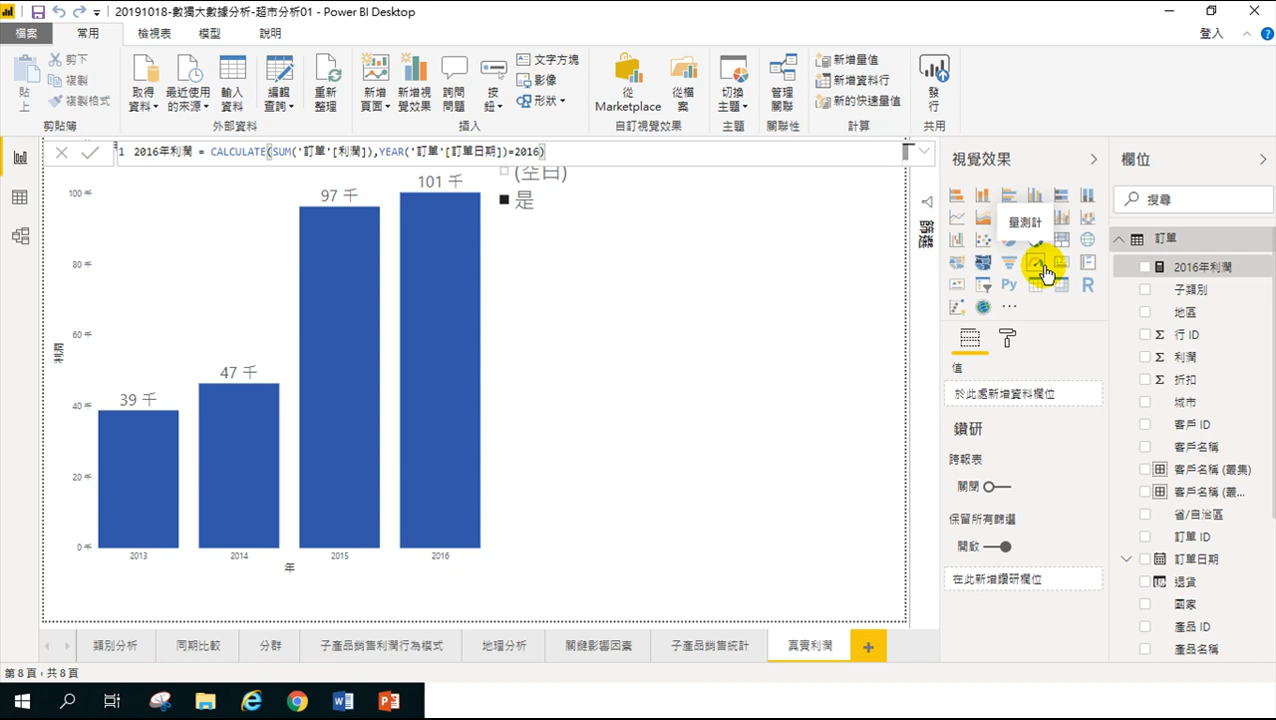 20191018-數獨大數據分析-超市分析01 - Power BI Desktop
檔案 常用 檢視表 模型 說明 登入
貼上 剪下 複製 複製格式 剪貼簿
取得資料 最近使用的來源 輸入資料 編輯查詢 重新整理 外部資料
新增頁面 新增視覺效果 詢問問題 按鈕 文字方塊 影像 形狀 插入
從 Marketplace 從檔案 自訂視覺效果
切換主題 主題
管理關聯 關聯性
新增量值 新增資料行 新的快速量值 計算
發行 共用
1 2016年利潤 = CALCULATE(SUM('訂單'[利潤]),YEAR('訂單'[訂單日期])=2016)
(空白)
是
100 千
80 千
60 千
40 千
20 千
0 千
利潤
39 千 47 千 97 千 101 千
2013 2014 2015 2016
年
篩選
視覺效果
量測計
Py R
值
於此處新增資料欄位
鑽研
跨報表
關閉
保留所有篩選
開啟
在此新增鑽研欄位
欄位
搜尋
訂單
2016年利潤
子類別
地區
行 ID
利潤
折扣
城市
客戶 ID
客戶名稱
客戶名稱 (叢集)
客戶名稱 (叢...
省/自治區
訂單 ID
訂單日期
退貨
國家
產品 ID
產品名稱
類別分析 同期比較 分群 子產品銷售利潤行為模式 地理分析 關鍵影響因素 子產品銷售統計 真實利潤
第 8 頁，共 8 頁